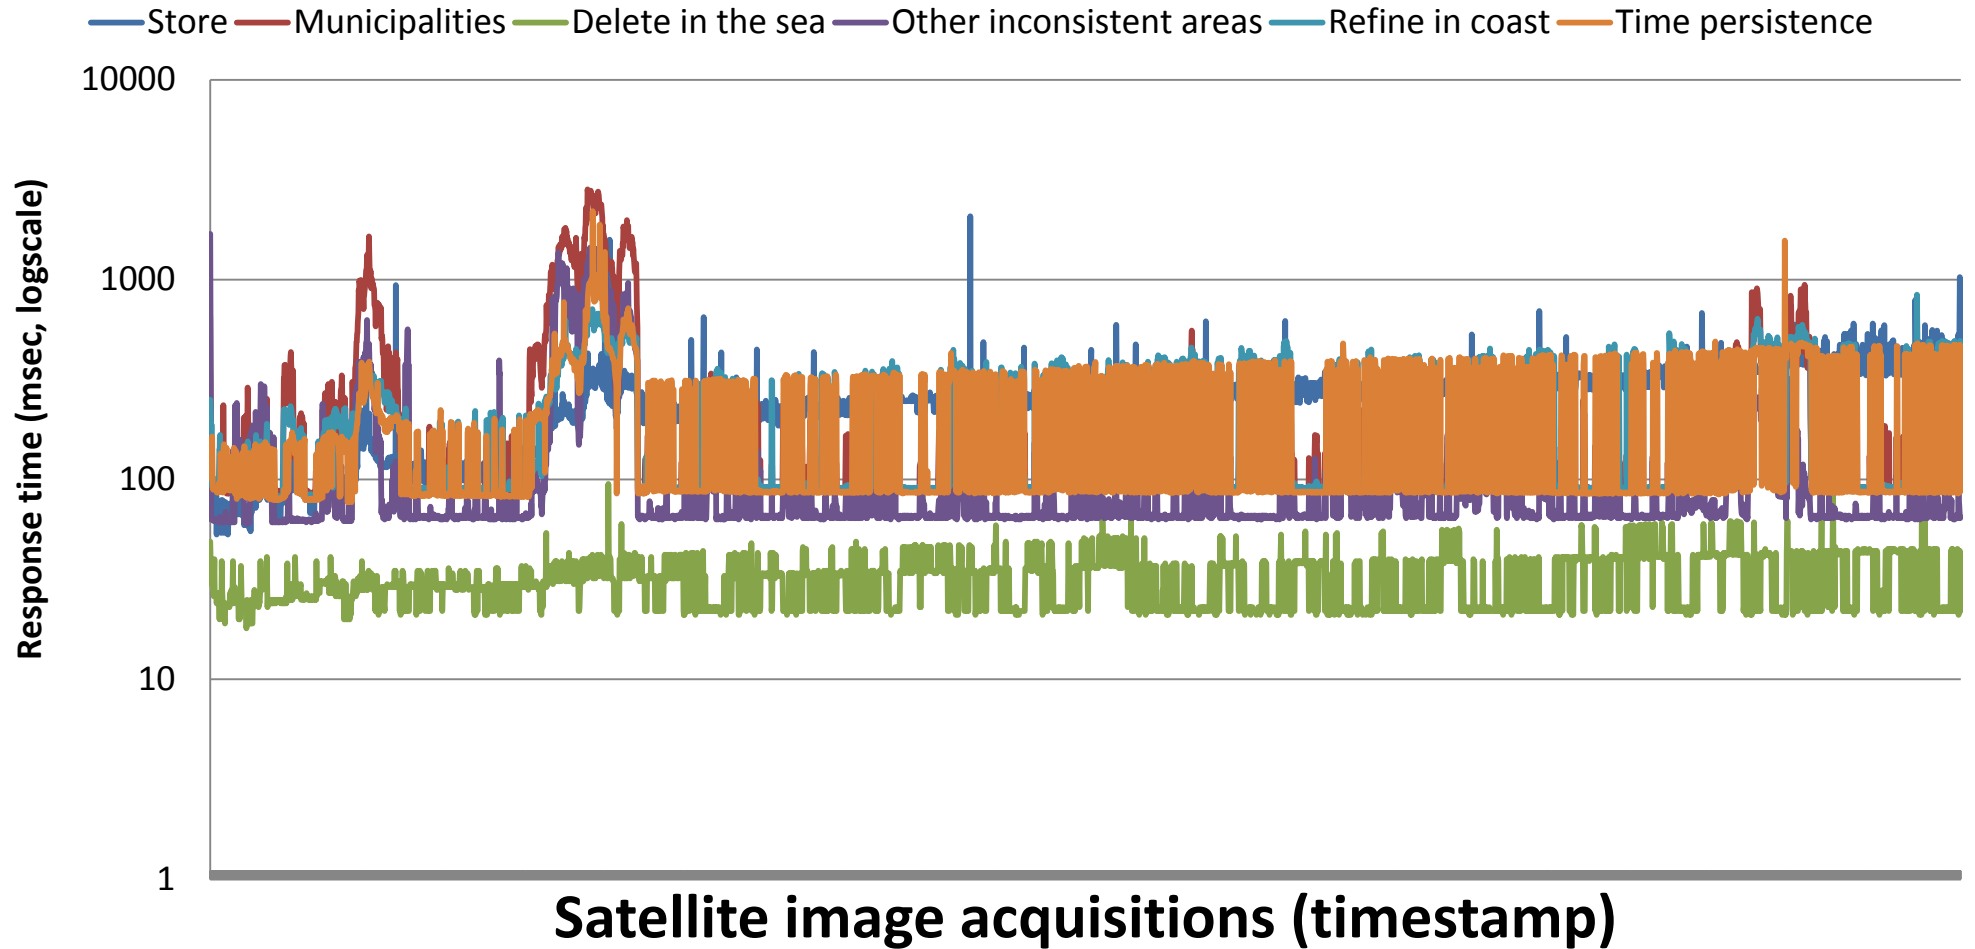 Store Municipalities Delete in the sea Other inconsistent areas Refine in coast Time persistence
10000
1000
100
10
1
Response time (msec, logscale)
Satellite image acquisitions (timestamp)